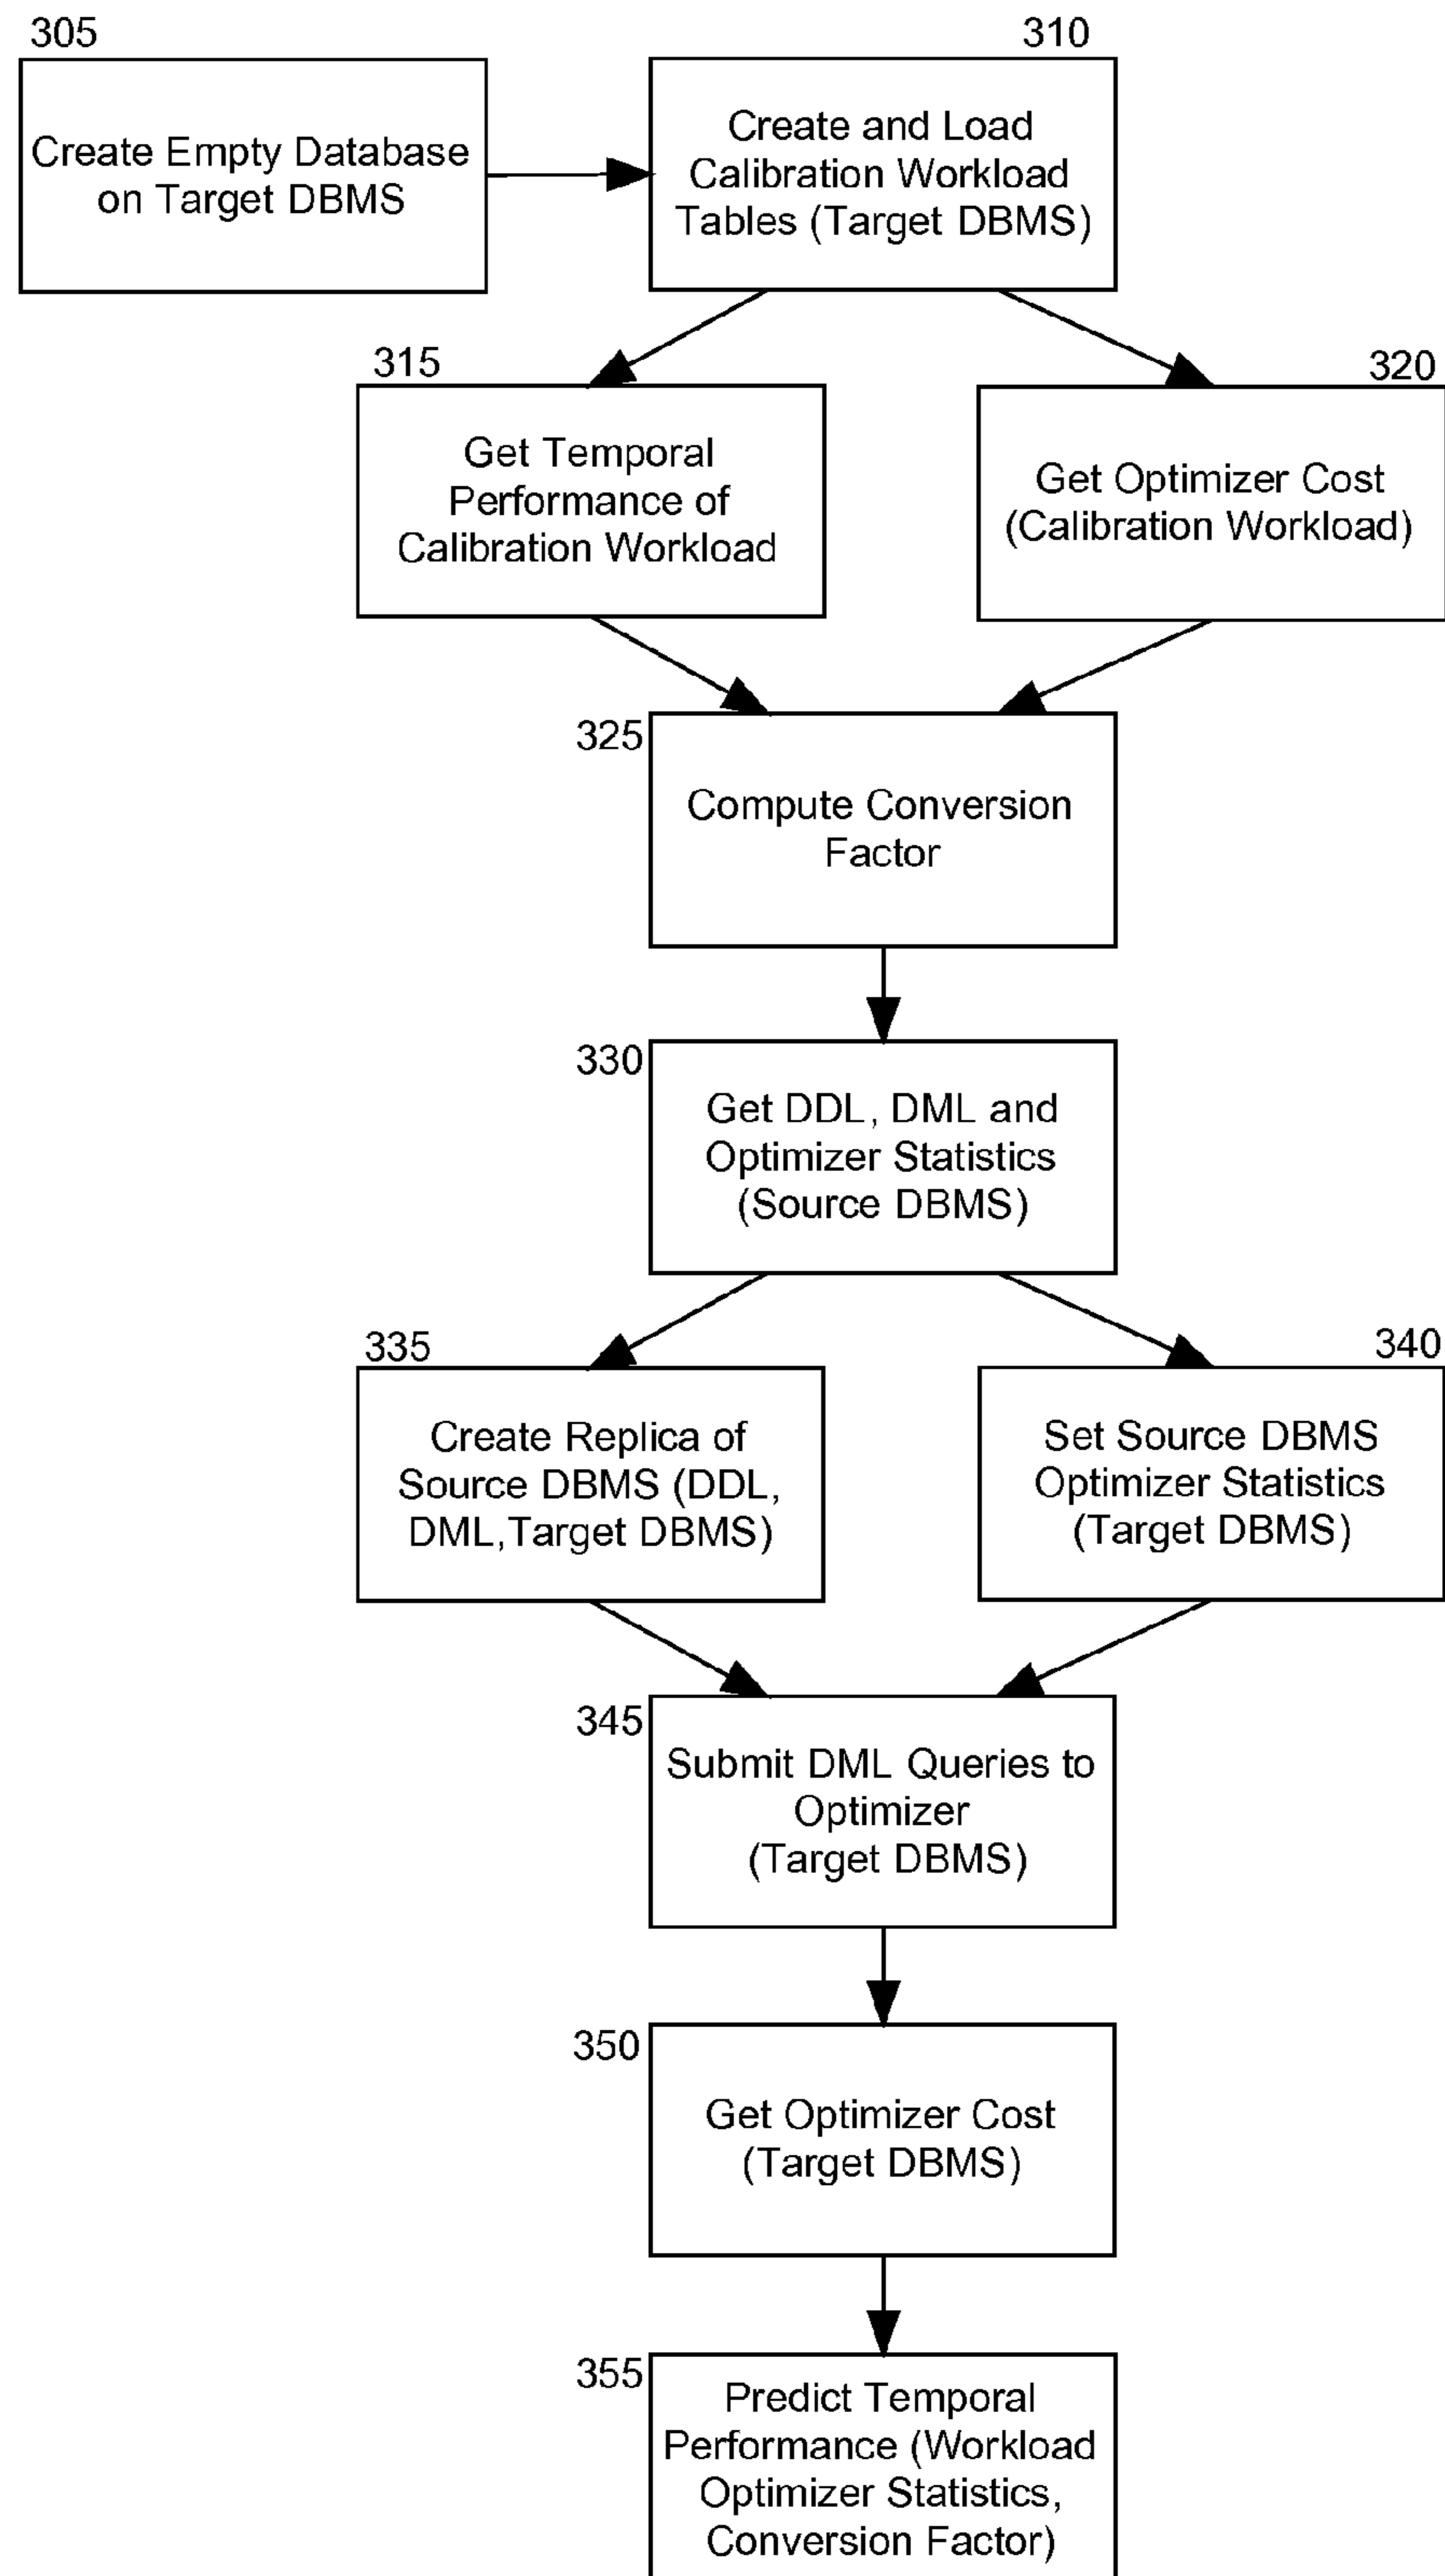 305
Create Empty Database
on Target DBMS
310
Create and Load
Calibration Workload
Tables (Target DBMS)
315
Get Temporal
Performance of
Calibration Workload
320
Get Optimizer Cost
(Calibration Workload)
325
Compute Conversion
Factor
330
Get DDL, DML and
Optimizer Statistics
(Source DBMS)
335
Create Replica of
Source DBMS (DDL,
DML,Target DBMS)
340
Set Source DBMS
Optimizer Statistics
(Target DBMS)
345
Submit DML Queries to
Optimizer
(Target DBMS)
350
Get Optimizer Cost
(Target DBMS)
355
Predict Temporal
Performance (Workload
Optimizer Statistics,
Conversion Factor)